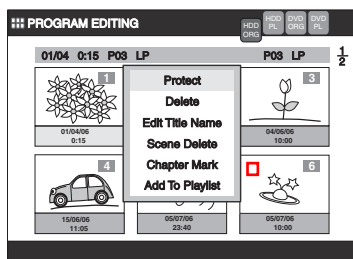 PROGRAM EDITING
HDD ORG
HDD PL
DVD ORG
DVD PL
01/04 0:15 P03 LP P03 LP
1
2
1
01/04/06
0:15
Protect
Delete
Edit Title Name
Scene Delete
Chapter Mark
Add To Playlist
3
04/06/06
10:00
4
15/06/06
11:05
05/07/06
23:40
6
05/07/06
10:00